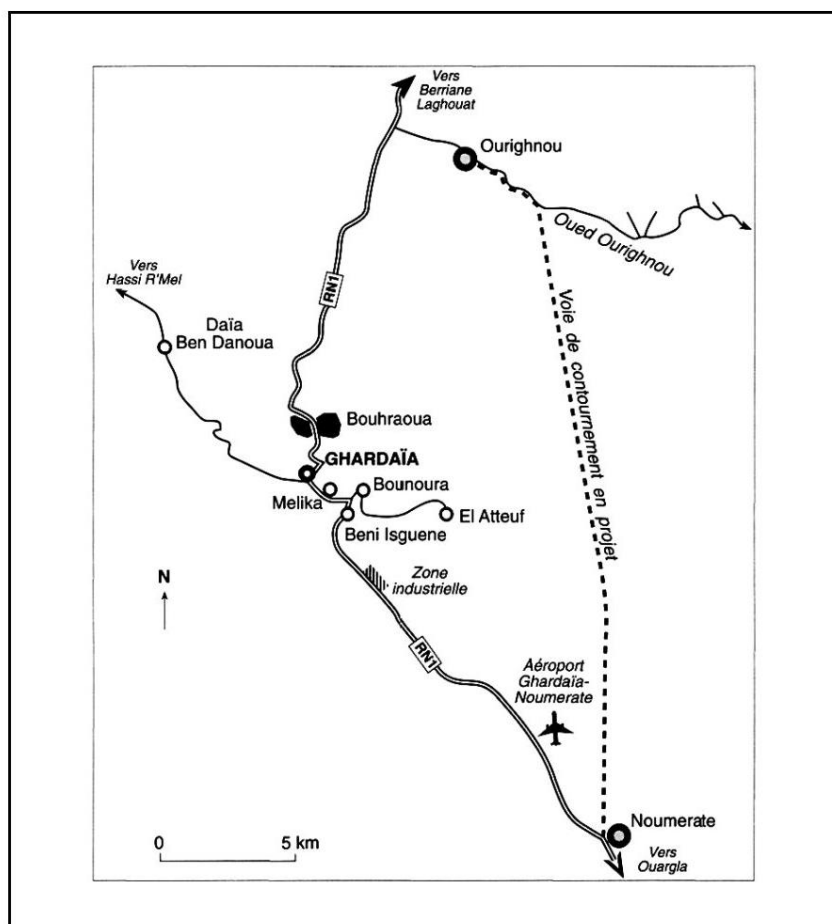 Vers
Berriane
Laghouat
Ourighnou
Oued Ourighnou
Vers
Hassi R'Mel
RN1
Daïa
Ben Danoua
Voie de contournement en projet
Bouhraoua
GHARDAÏA
Bounoura
Melika
El Atteuf
Beni Isguene
Zone
industrielle
N
RN1
Aéroport
Ghardaïa-
Noumerate
Noumerate
0 5 km
Vers
Ouargla